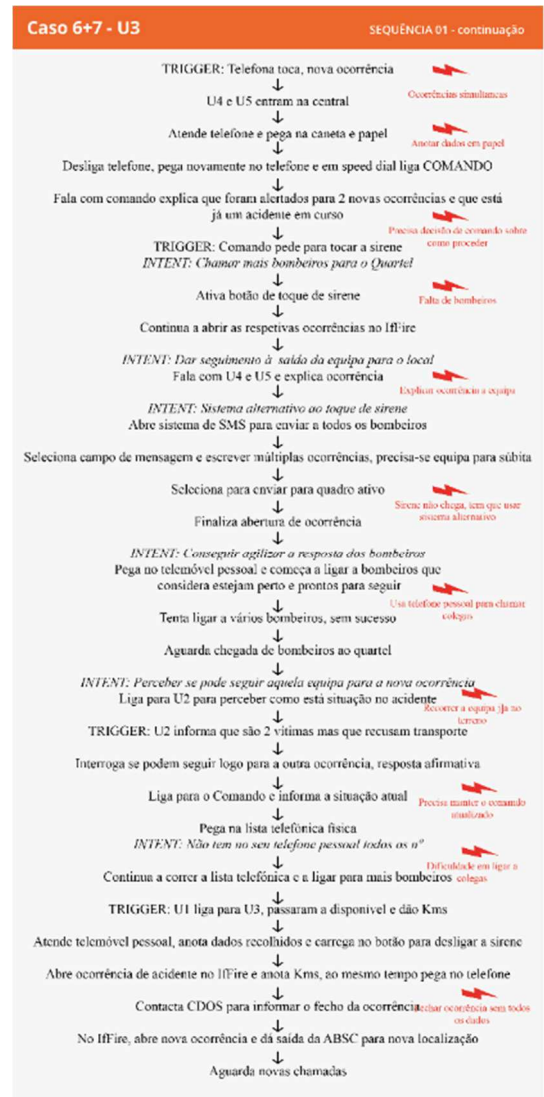 Caso 6+7 - U3
SEQUÊNCIA 01 - continuação
TRIGGER: Telefona toca, nova ocorrência
Ocorrências simultaneas
U4 e U5 entram na central
Atende telefone e pega na caneta e papel
Anotar dados em papel
Desliga telefone, pega novamente no telefone e em speed dial liga COMANDO
Fala com comando explica que foram alertados para 2 novas ocorrências e que está
já um acidente em curso
Precisa decisão de comando sobre
como proceder
TRIGGER: Comando pede para tocar a sirene
INTENT: Chamar mais bombeiros para o Quartel
Ativa botão de toque de sirene
Falta de bombeiros
Continua a abrir as respetivas ocorrências no IfFire
INTENT: Dar seguimento à saída da equipa para o local
Fala com U4 e U5 e explica ocorrência
Explicar ocorrência a equipa
INTENT: Sistema alternativo ao toque de sirene
Abre sistema de SMS para enviar a todos os bombeiros
Seleciona campo de mensagem e escrever múltiplas ocorrências, precisa-se equipa para súbita
Seleciona para enviar para quadro ativo
Sirene não chega, tem que usar
sistema alternativo
Finaliza abertura de ocorrência
INTENT: Conseguir agilizar a resposta dos bombeiros
Pega no telemóvel pessoal e começa a ligar a bombeiros que
considera estejam perto e prontos para seguir
Usa telefone pessoal para chamar
colegas
Tenta ligar a vários bombeiros, sem sucesso
Aguarda chegada de bombeiros ao quartel
INTENT: Perceber se pode seguir aquela equipa para a nova ocorrência
Liga para U2 para perceber como está situação no acidente
Recorrer a equipa jla no
terreno
TRIGGER: U2 informa que são 2 vitimas mas que recusam transporte
Interroga se podem seguir logo para a outra ocorrência, resposta afirmativa
Liga para o Comando e informa a situação atual
Precisa manter o comando
atualizado
Pega na lista telefónica física
INTENT: Não tem no seu telefone pessoal todos os nº
Dificuldade em ligar a
colegas
Continua a correr a lista telefónica e a ligar para mais bombeiros
TRIGGER: U1 liga para U3, passaram a disponível e dão Kms
Atende telemóvel pessoal, anota dados recolhidos e carrega no botão para desligar a sirene
Abre ocorrência de acidente no IfFire e anota Kms, ao mesmo tempo pega no telefone
Contacta CDOS para informar o fecho da ocorrência
Fechar ocorrência sem todos
os dados
No IfFire, abre nova ocorrência e dá saída da ABSC para nova localização
Aguarda novas chamadas